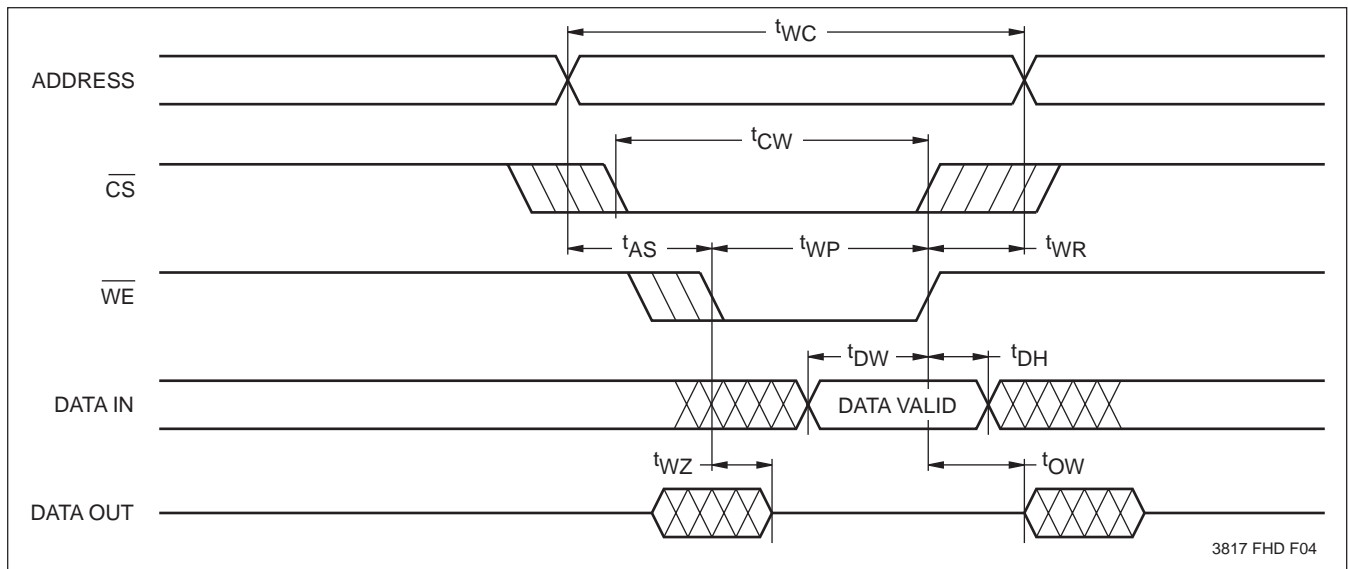 tWC
ADDRESS
tCW
CS
tAS
tWP
tWR
WE
tDW
tDH
DATA IN
DATA VALID
tWZ
tOW
DATA OUT
3817 FHD F04